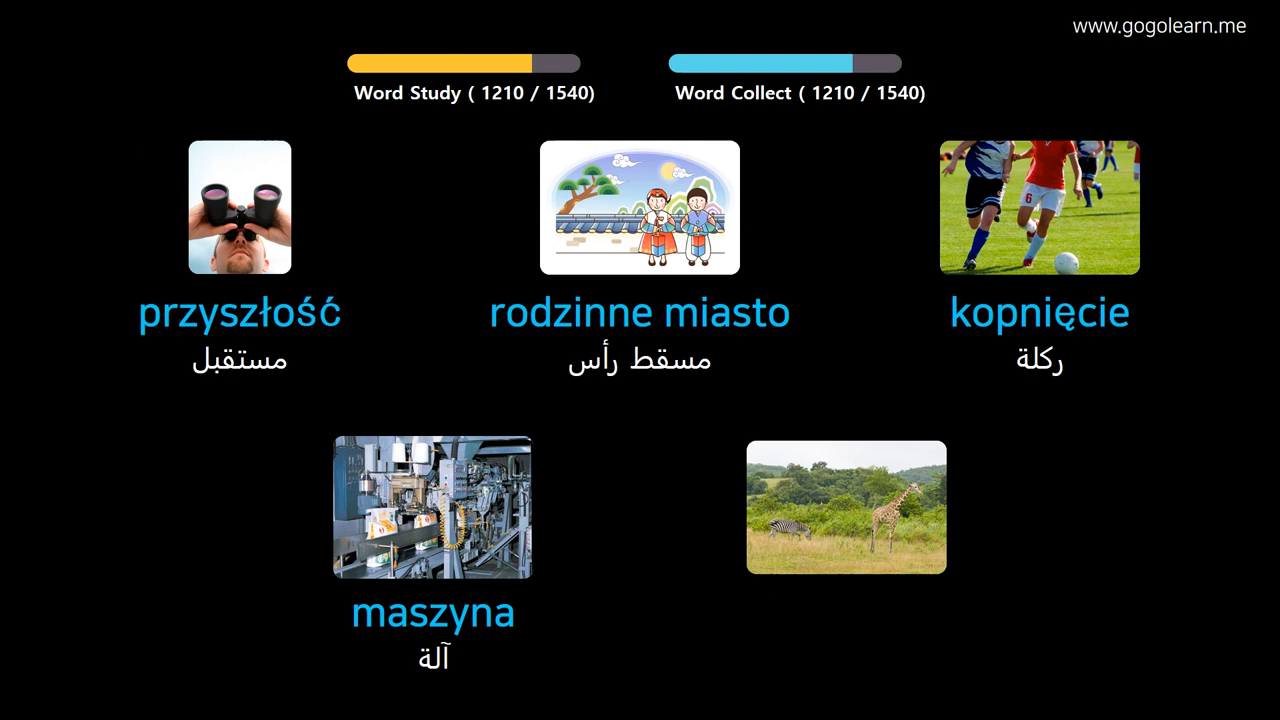 www.gogolearn.me
Word Study ( 1210 / 1540)
Word Collect ( 1210 / 1540)
przyszłość
مستقبل
rodzinne miasto
مسقط رأس
kopnięcie
ركلة
maszyna
آلة